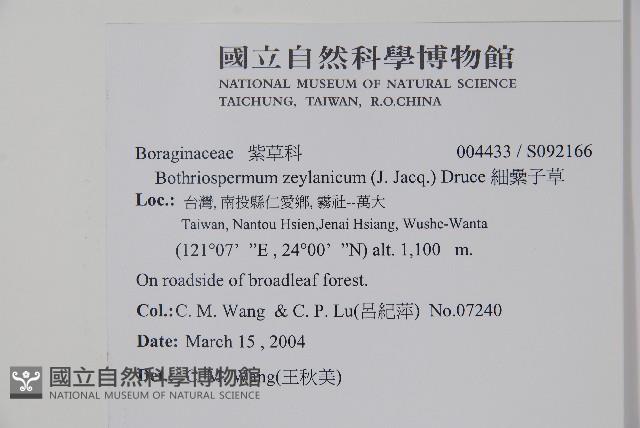 國立自然科學博物館
NATIONAL MUSEUM OF NATURAL SCIENCE
TAICHUNG, TAIWAN, R.O.CHINA
Boraginaceae 紫草科 004433 / S092166
Bothriospermum zeylanicum (J. Jacq.) Druce 細纍子草
Loc.: 台灣, 南投縣仁愛鄉, 霧社--萬大
Taiwan, Nantou Hsien,Jenai Hsiang, Wushe-Wanta
(121°07' ”E , 24°00' ”N) alt. 1,100 m.
On roadside of broadleaf forest.
Col.: C. M. Wang & C. P. Lu(呂紀萍) No.07240
Date: March 15 , 2004
Det.: C. M. Wang(王秋美)
國立自然科學博物館
NATIONAL MUSEUM OF NATURAL SCIENCE